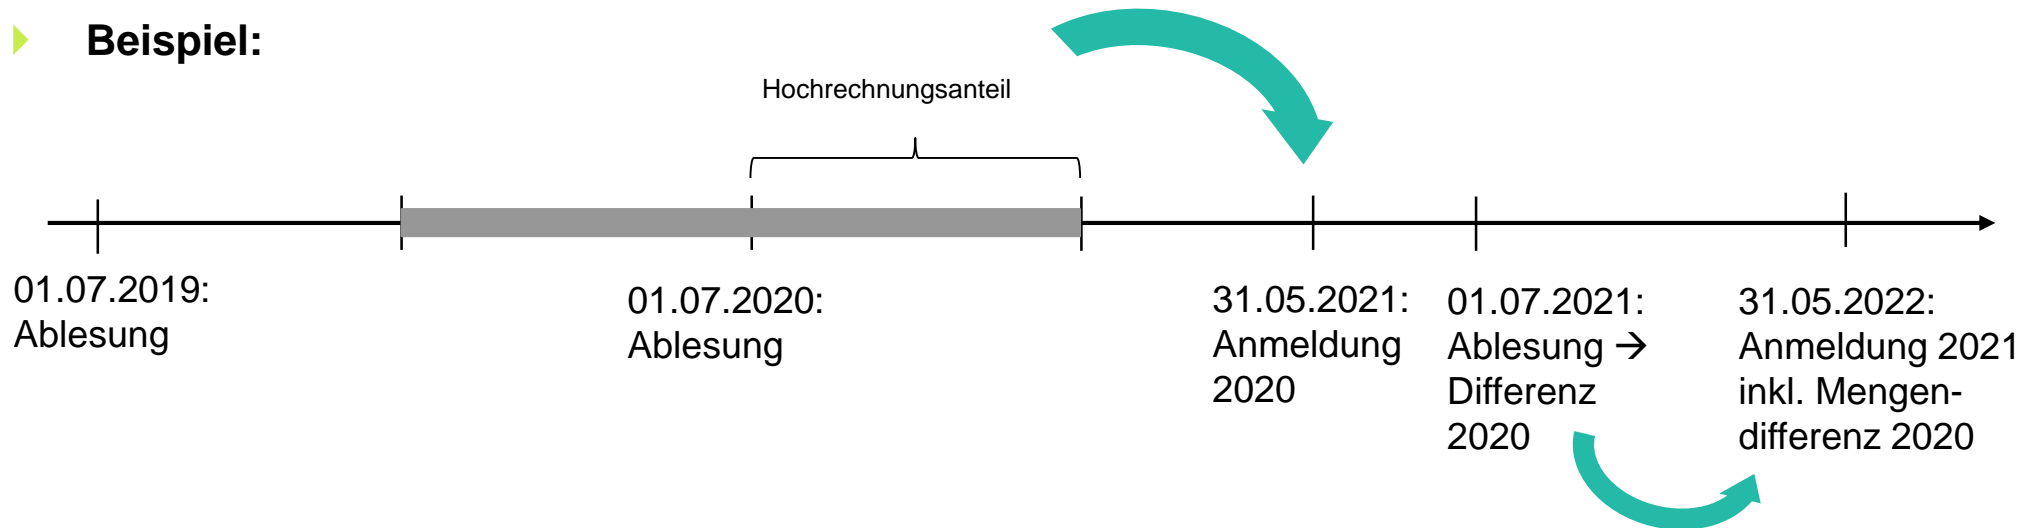 Beispiel:
Hochrechnungsanteil
01.07.2019:
Ablesung
01.07.2020:
Ablesung
31.05.2021:
Anmeldung
2020
01.07.2021:
Ablesung →
Differenz
2020
31.05.2022:
Anmeldung 2021
inkl. Mengen-
differenz 2020